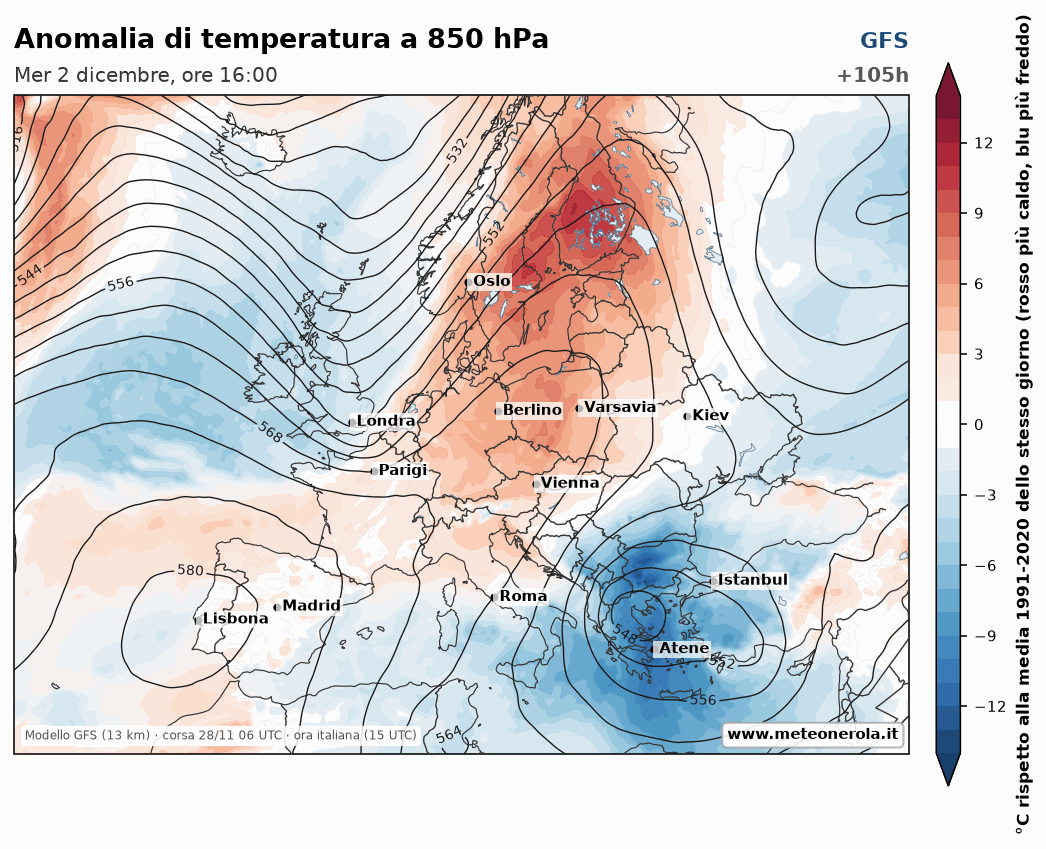 Anomalia di temperatura a 850 hPa
GFS
Mer 2 dicembre, ore 16:00
+105h
516
532
552
544
556
568
580
548
552
556
564
Oslo
Londra
Berlino
Varsavia
Kiev
Parigi
Vienna
Istanbul
Roma
Madrid
Lisbona
Atene
Modello GFS (13 km) · corsa 28/11 06 UTC · ora italiana (15 UTC)
www.meteonerola.it
12
9
6
3
0
−3
−6
−9
−12
°C rispetto alla media 1991-2020 dello stesso giorno (rosso più caldo, blu più freddo)